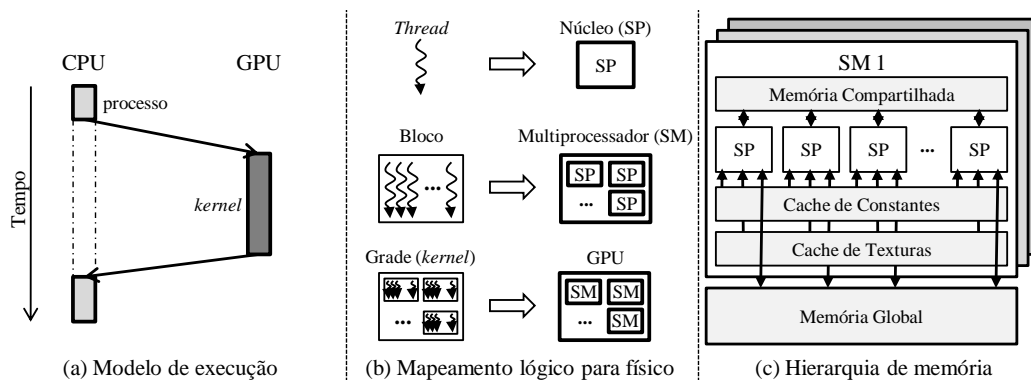 CPU
GPU
processo
Tempo
kernel
(a) Modelo de execução
Thread
Núcleo (SP)
SP
Bloco
Multiprocessador (SM)
...
SP SP
... SP
Grade (kernel)
GPU
...
SM SM
... SM
(b) Mapeamento lógico para físico
SM 1
Memória Compartilhada
SP SP SP ... SP
Cache de Constantes
Cache de Texturas
Memória Global
(c) Hierarquia de memória